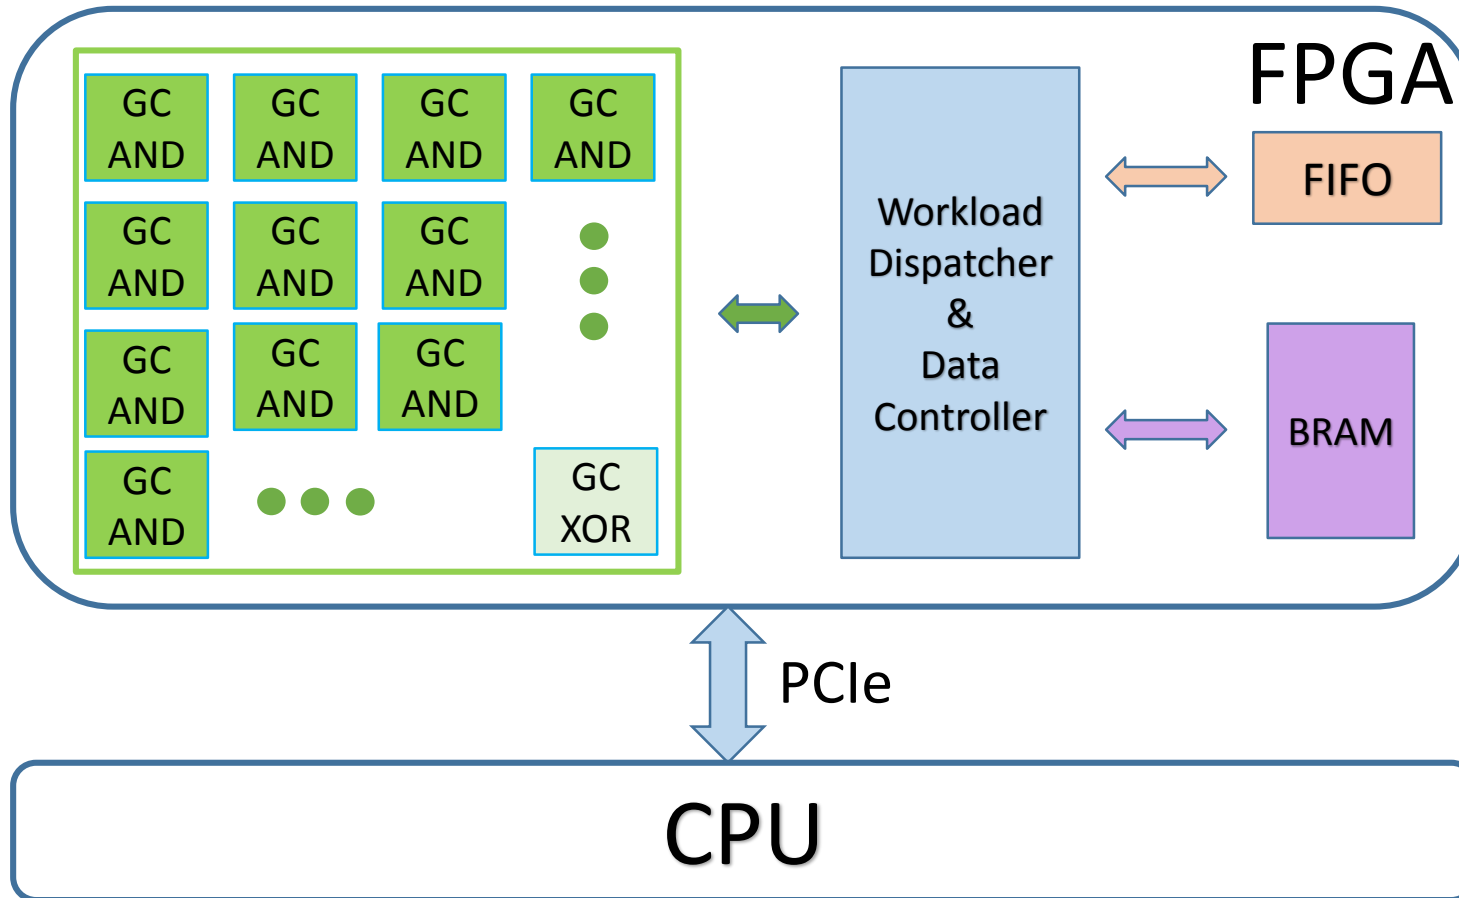 FPGA
GC
AND
GC
AND
GC
AND
GC
AND
GC
AND
GC
AND
GC
AND
GC
AND
GC
AND
GC
AND
GC
AND
GC
XOR
Workload
Dispatcher
&
Data
Controller
FIFO
BRAM
PCIe
CPU